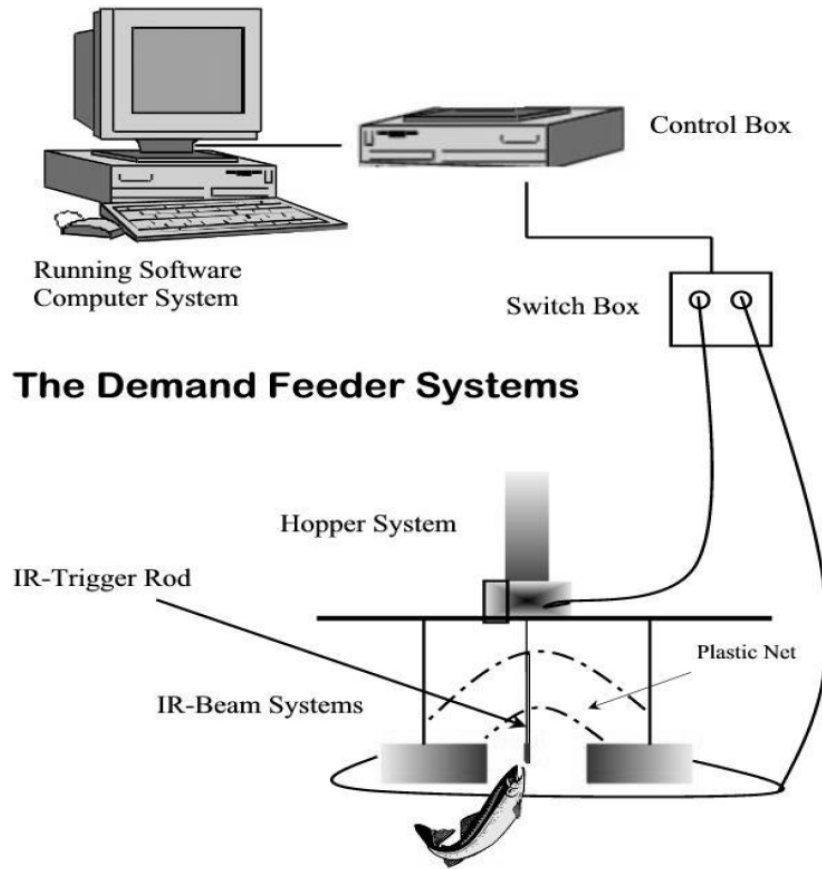 Control Box
Running Software
Computer System
Switch Box
The Demand Feeder Systems
Hopper System
IR-Trigger Rod
Plastic Net
IR-Beam Systems